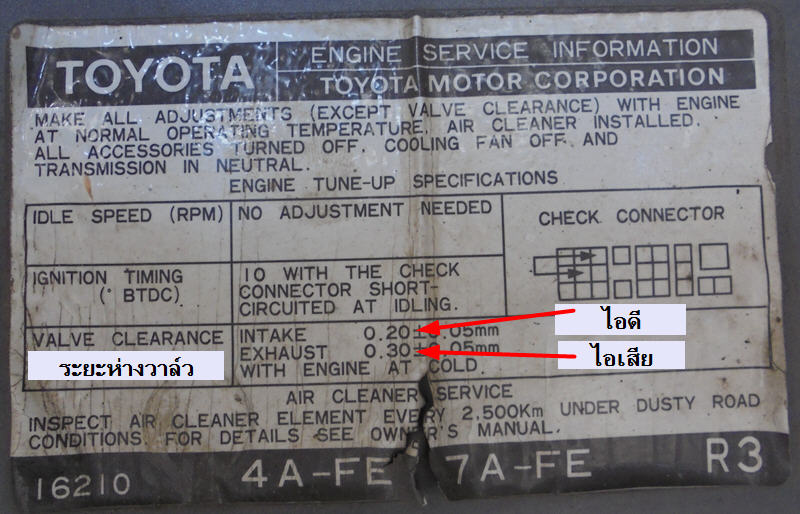 TOYOTA
ENGINE SERVICE INFORMATION
TOYOTA MOTOR CORPORATION
MAKE ALL ADJUSTMENTS (EXCEPT VALVE CLEARANCE) WITH ENGINE
AT NORMAL OPERATING TEMPERATURE, AIR CLEANER INSTALLED.
ALL ACCESSORIES TURNED OFF, COOLING FAN OFF AND
TRANSMISSION IN NEUTRAL.
ENGINE TUNE-UP SPECIFICATIONS
IDLE SPEED (RPM)
NO ADJUSTMENT NEEDED
CHECK CONNECTOR
IGNITION TIMING
(° BTDC)
10 WITH THE CHECK
CONNECTOR SHORT-
CIRCUITED AT IDLING.
VALVE CLEARANCE
ระยะห่างวาล์ว
INTAKE 0.20±0.05mm
ไอดี
EXHAUST 0.30±0.05mm
ไอเสีย
WITH ENGINE AT COLD.
AIR CLEANER SERVICE
INSPECT AIR CLEANER ELEMENT EVERY 2,500Km UNDER DUSTY ROAD
CONDITIONS. FOR DETAILS SEE OWNER'S MANUAL.
16210
4A-FE 7A-FE
R3